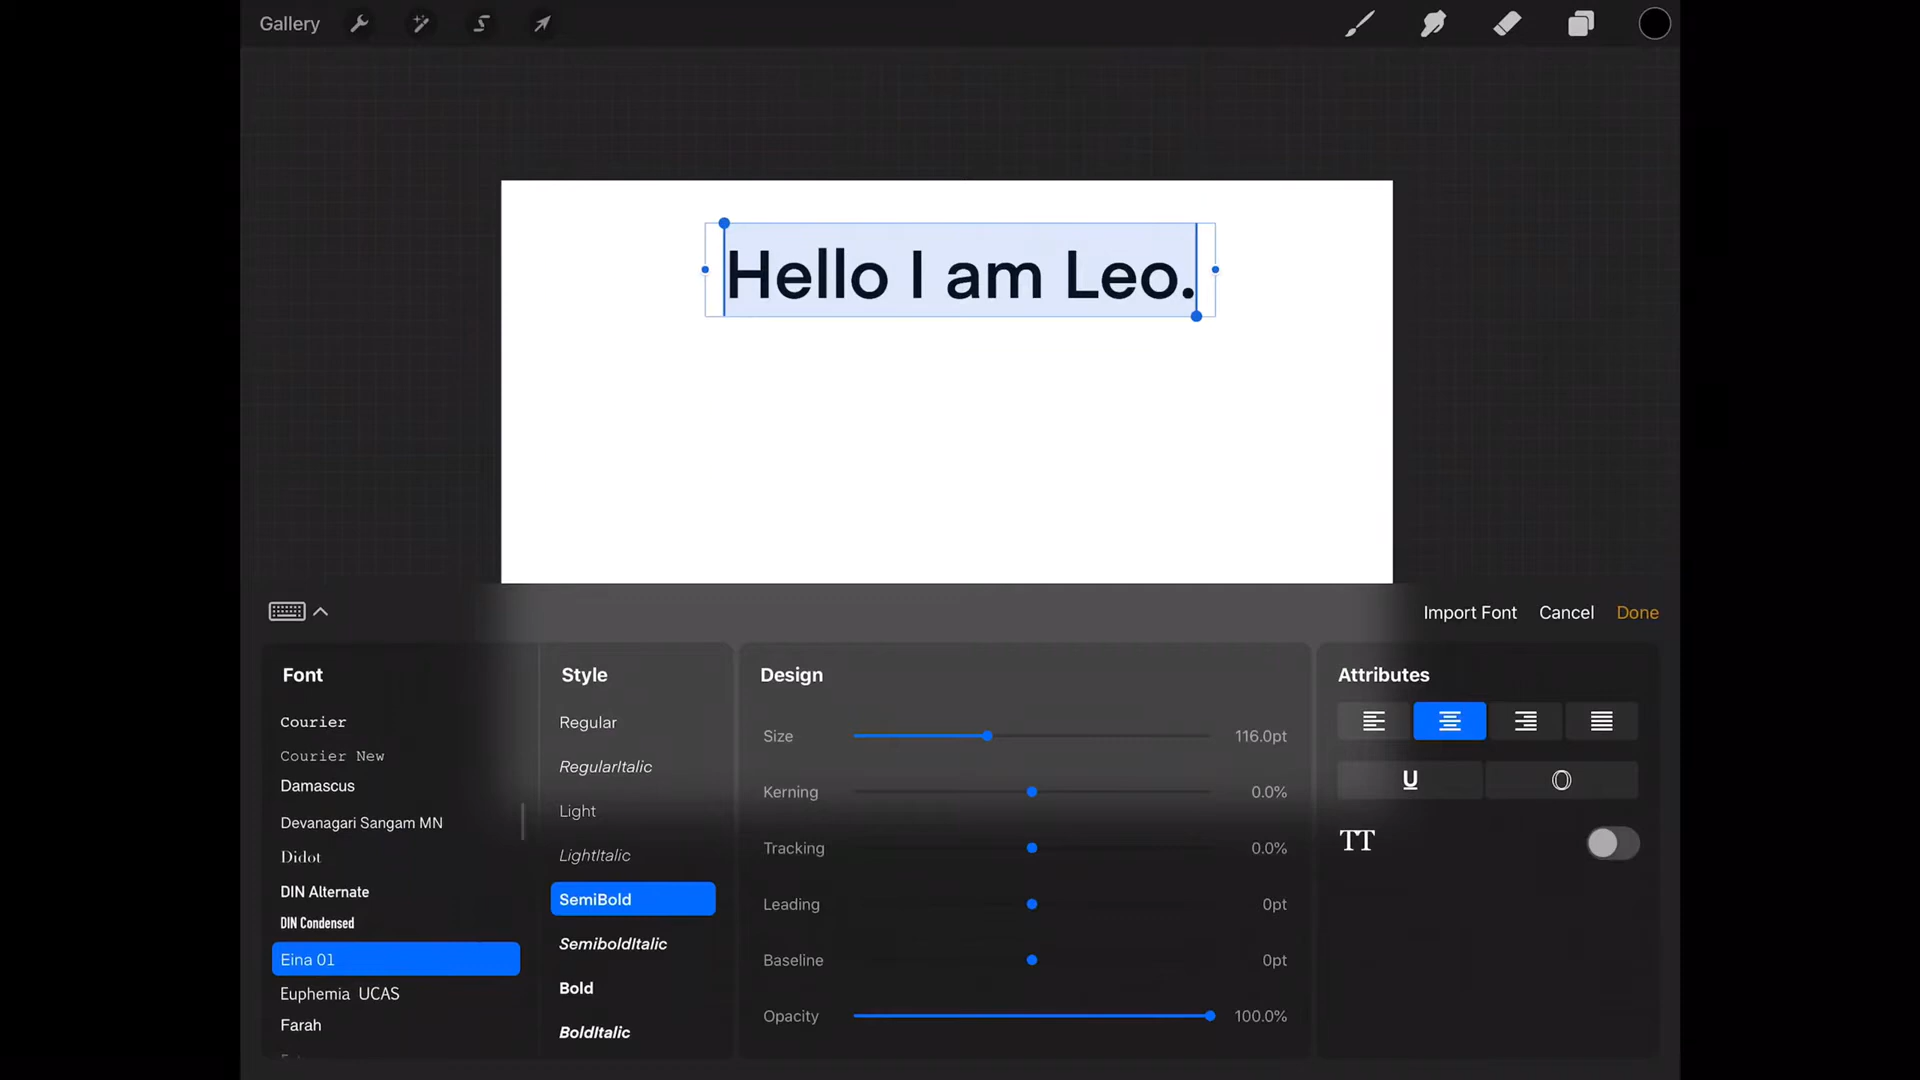 Gallery
Hello I am Leo.
Import Font Cancel Done
Font
Courier
Courier New
Damascus
Devanagari Sangam MN
Didot
DIN Alternate
DIN Condensed
Eina 01
Euphemia UCAS
Farah
Style
Regular
RegularItalic
Light
LightItalic
SemiBold
SemiboldItalic
Bold
BoldItalic
Design
Size 116.0pt
Kerning 0.0%
Tracking 0.0%
Leading 0pt
Baseline 0pt
Opacity 100.0%
Attributes
U O
TT